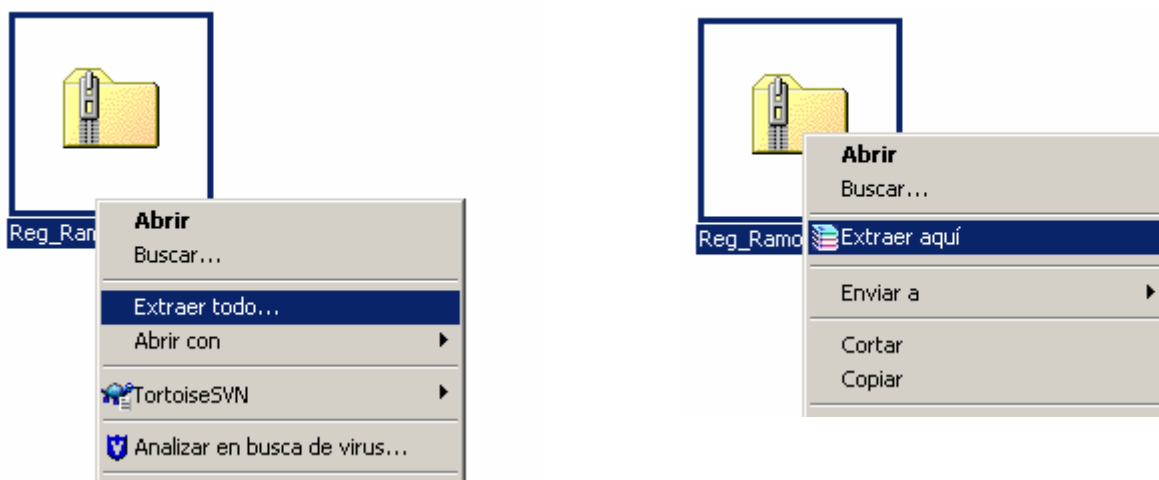 Reg_Ran
Abrir
Buscar...
Extraer todo...
Abrir con
TortoiseSVN
Analizar en busca de virus...
Reg_Ramo
Abrir
Buscar...
Extraer aquí
Enviar a
Cortar
Copiar